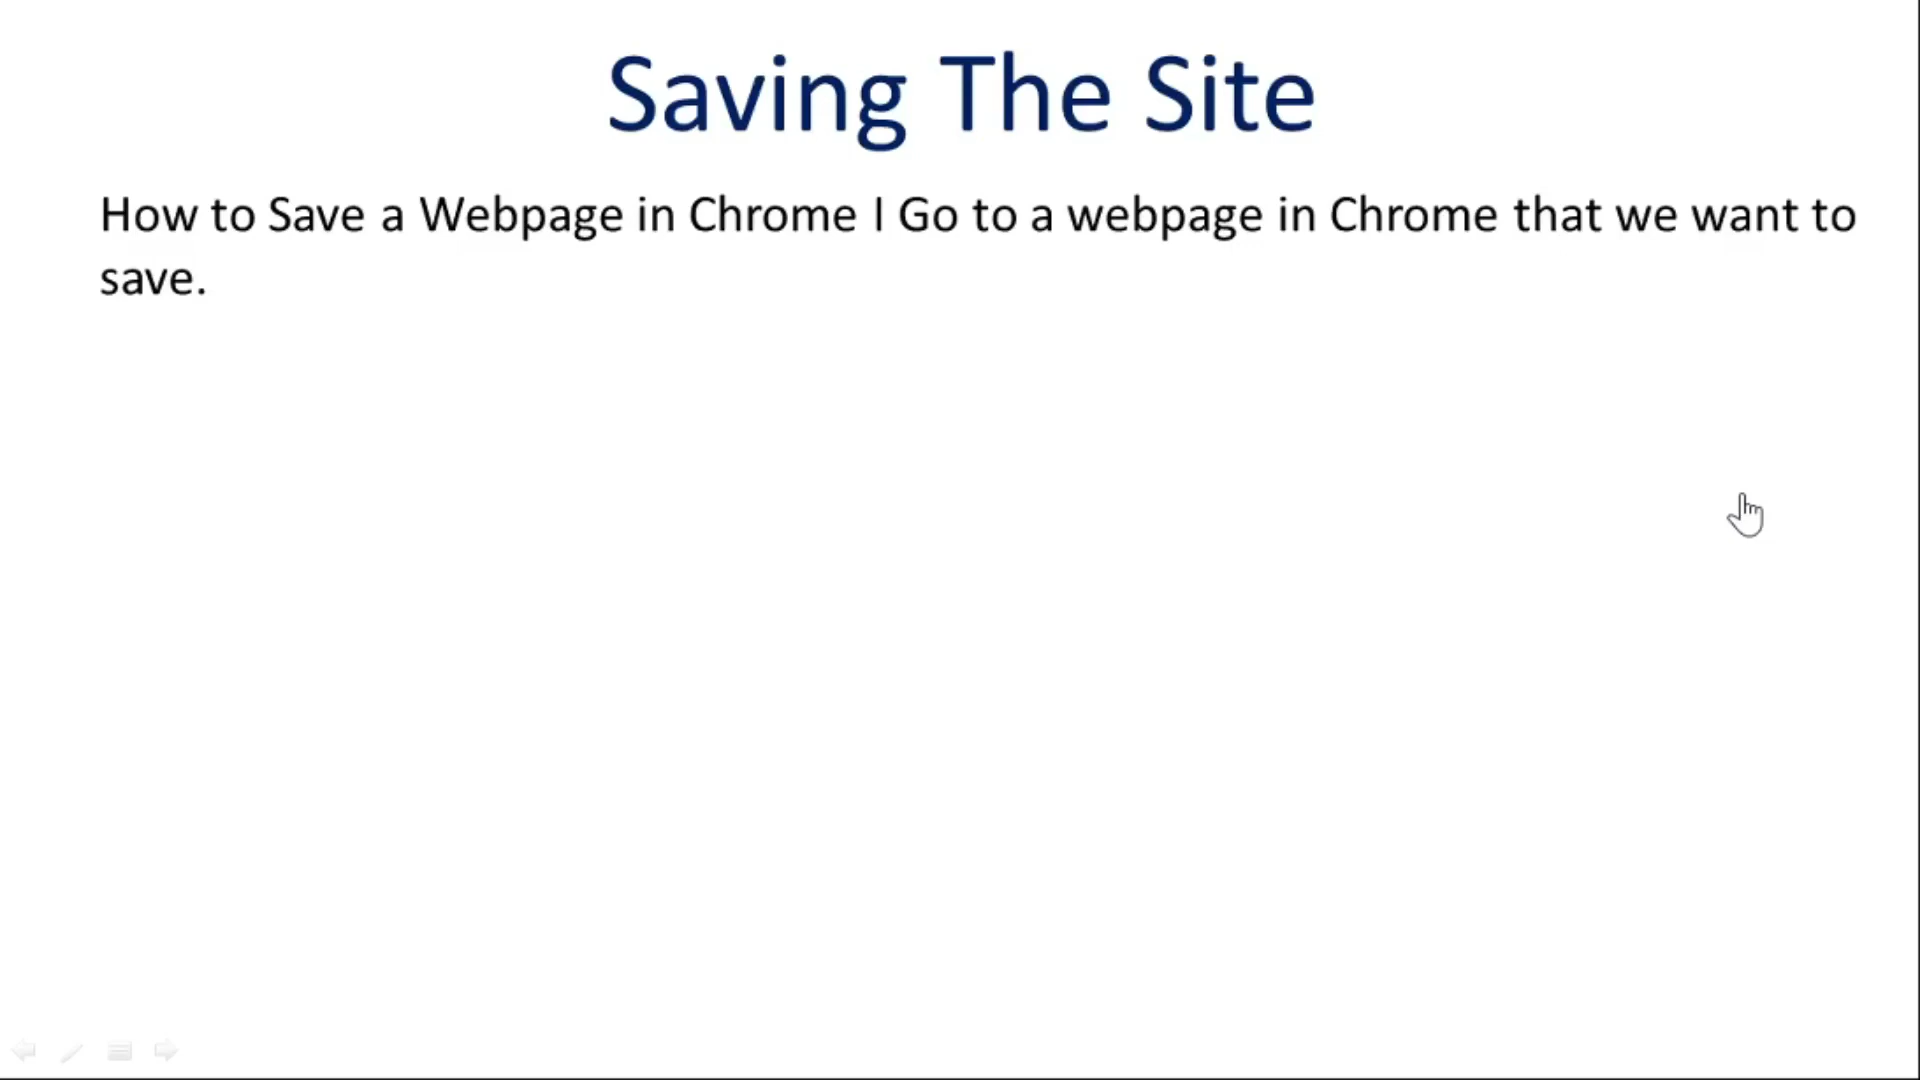 Saving The Site
How to Save a Webpage in Chrome I Go to a webpage in Chrome that we want to
save.